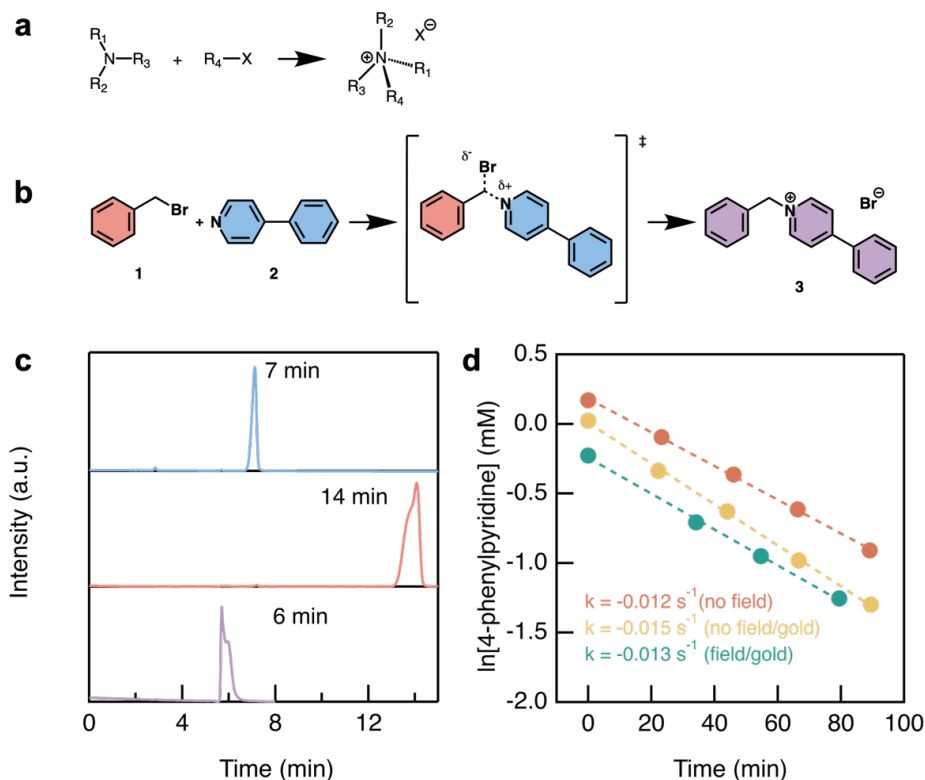 a
R₁
N—R₃
R₂
+
R₄—X
R₂
X⊖
N⊕
R₁
R₃
R₄
b
Br
+
N
1
2
δ-
Br
δ+
N
‡
N⊕
Br⊖
3
c
7 min
14 min
6 min
Intensity (a.u.)
0 4 8 12
Time (min)
d
0.5
0.0
-0.5
-1.0
-1.5
-2.0
ln[4-phenylpyridine] (mM)
k = -0.012 s⁻¹(no field)
k = -0.015 s⁻¹ (no field/gold)
k = -0.013 s⁻¹ (field/gold)
0 20 40 60 80 100
Time (min)